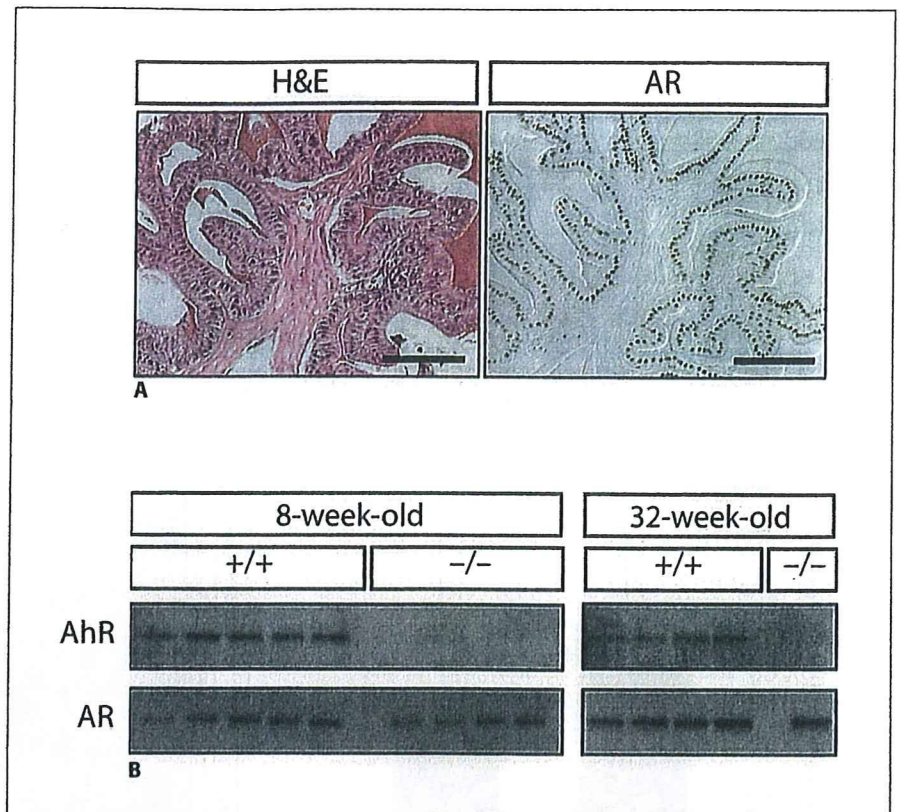 H&E AR
A
8-week-old 32-week-old
+/+ –/– +/+ –/–
AhR
AR
B